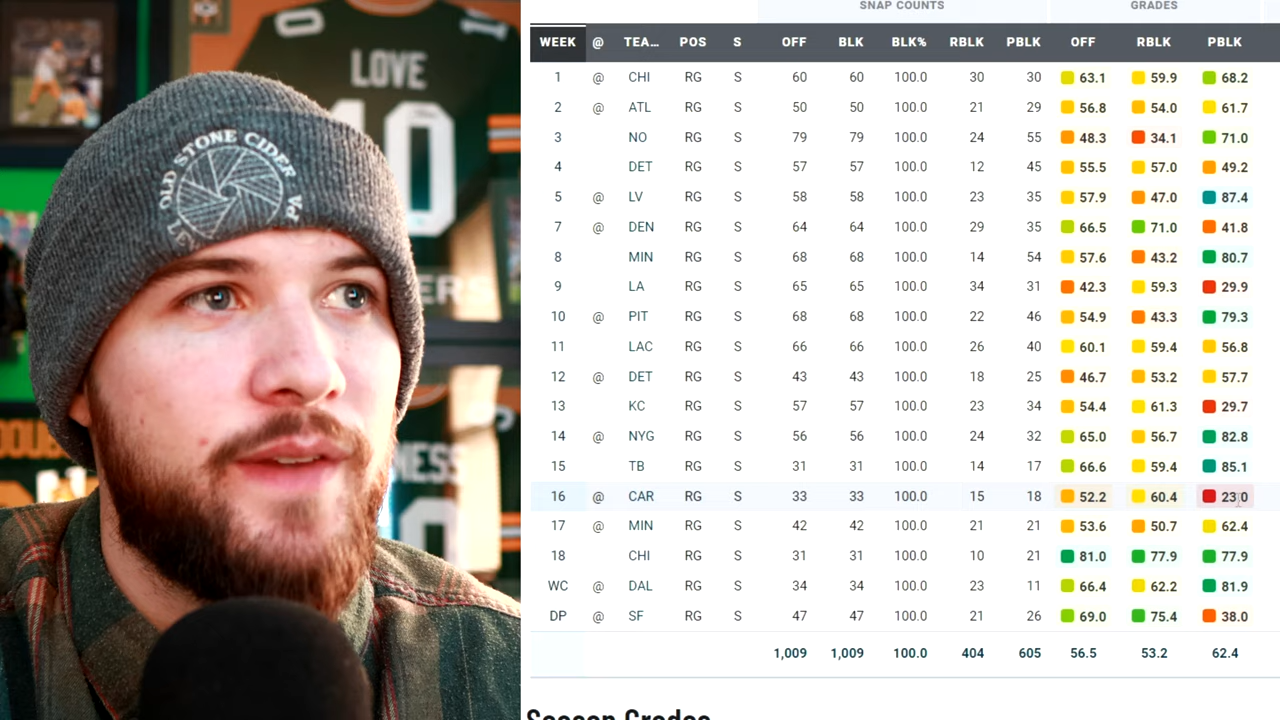 LOVE
10
ERS
NESS
DOUB
OLD STONE CIDER
SNAP COUNTS GRADES
WEEK @ TEA… POS S OFF BLK BLK% RBLK PBLK OFF RBLK PBLK
1 @ CHI RG S 60 60 100.0 30 30 63.1 59.9 68.2
2 @ ATL RG S 50 50 100.0 21 29 56.8 54.0 61.7
3 NO RG S 79 79 100.0 24 55 48.3 34.1 71.0
4 DET RG S 57 57 100.0 12 45 55.5 57.0 49.2
5 @ LV RG S 58 58 100.0 23 35 57.9 47.0 87.4
7 @ DEN RG S 64 64 100.0 29 35 66.5 71.0 41.8
8 MIN RG S 68 68 100.0 14 54 57.6 43.2 80.7
9 LA RG S 65 65 100.0 34 31 42.3 59.3 29.9
10 @ PIT RG S 68 68 100.0 22 46 54.9 43.3 79.3
11 LAC RG S 66 66 100.0 26 40 60.1 59.4 56.8
12 @ DET RG S 43 43 100.0 18 25 46.7 53.2 57.7
13 KC RG S 57 57 100.0 23 34 54.4 61.3 29.7
14 @ NYG RG S 56 56 100.0 24 32 65.0 56.7 82.8
15 TB RG S 31 31 100.0 14 17 66.6 59.4 85.1
16 @ CAR RG S 33 33 100.0 15 18 52.2 60.4 23.0
17 @ MIN RG S 42 42 100.0 21 21 53.6 50.7 62.4
18 CHI RG S 31 31 100.0 10 21 81.0 77.9 77.9
WC @ DAL RG S 34 34 100.0 23 11 66.4 62.2 81.9
DP @ SF RG S 47 47 100.0 21 26 69.0 75.4 38.0
1,009 1,009 100.0 404 605 56.5 53.2 62.4
Season Grades